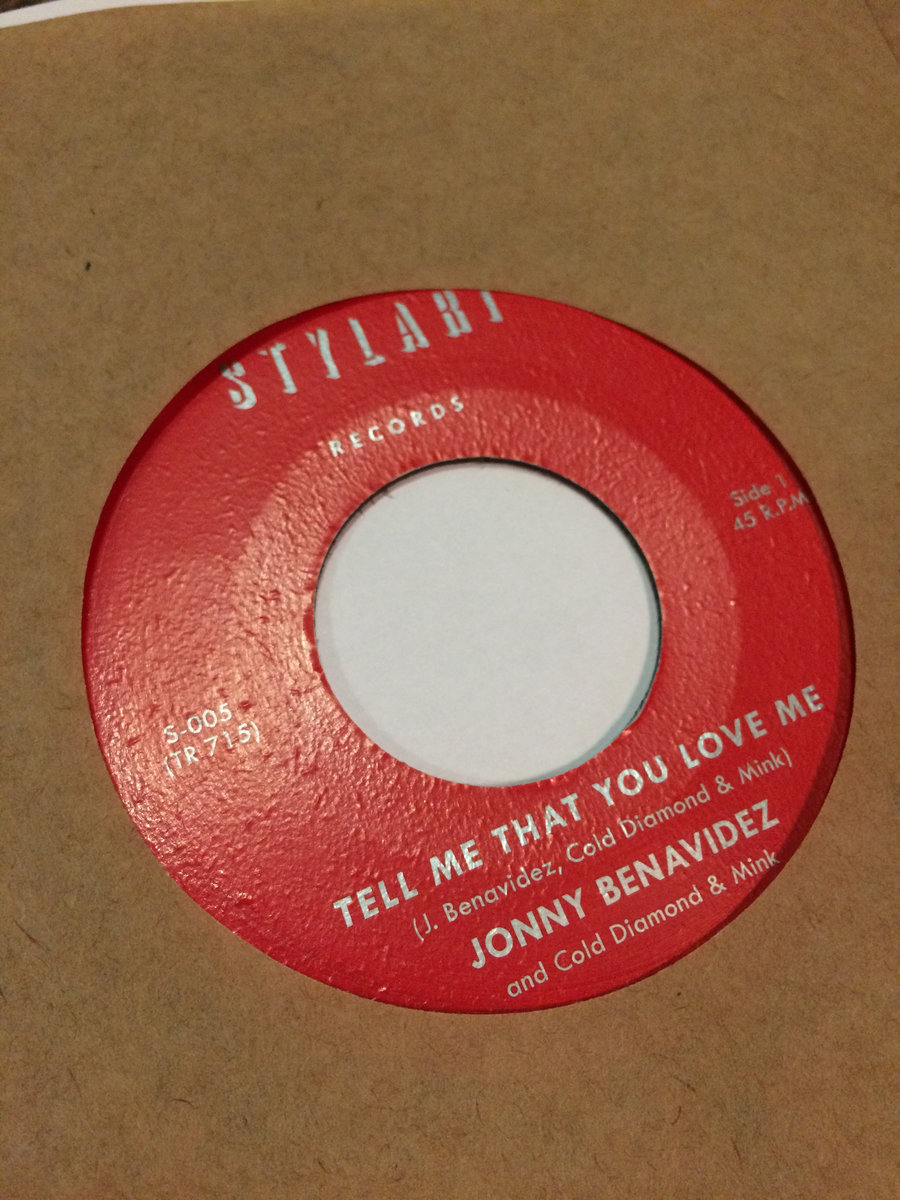 STYLART
RECORDS
Side 1
45 R.P.M.
S-005
(TR 715)
TELL ME THAT YOU LOVE ME
(J. Benavidez, Cold Diamond & Mink)
JONNY BENAVIDEZ
and Cold Diamond & Mink